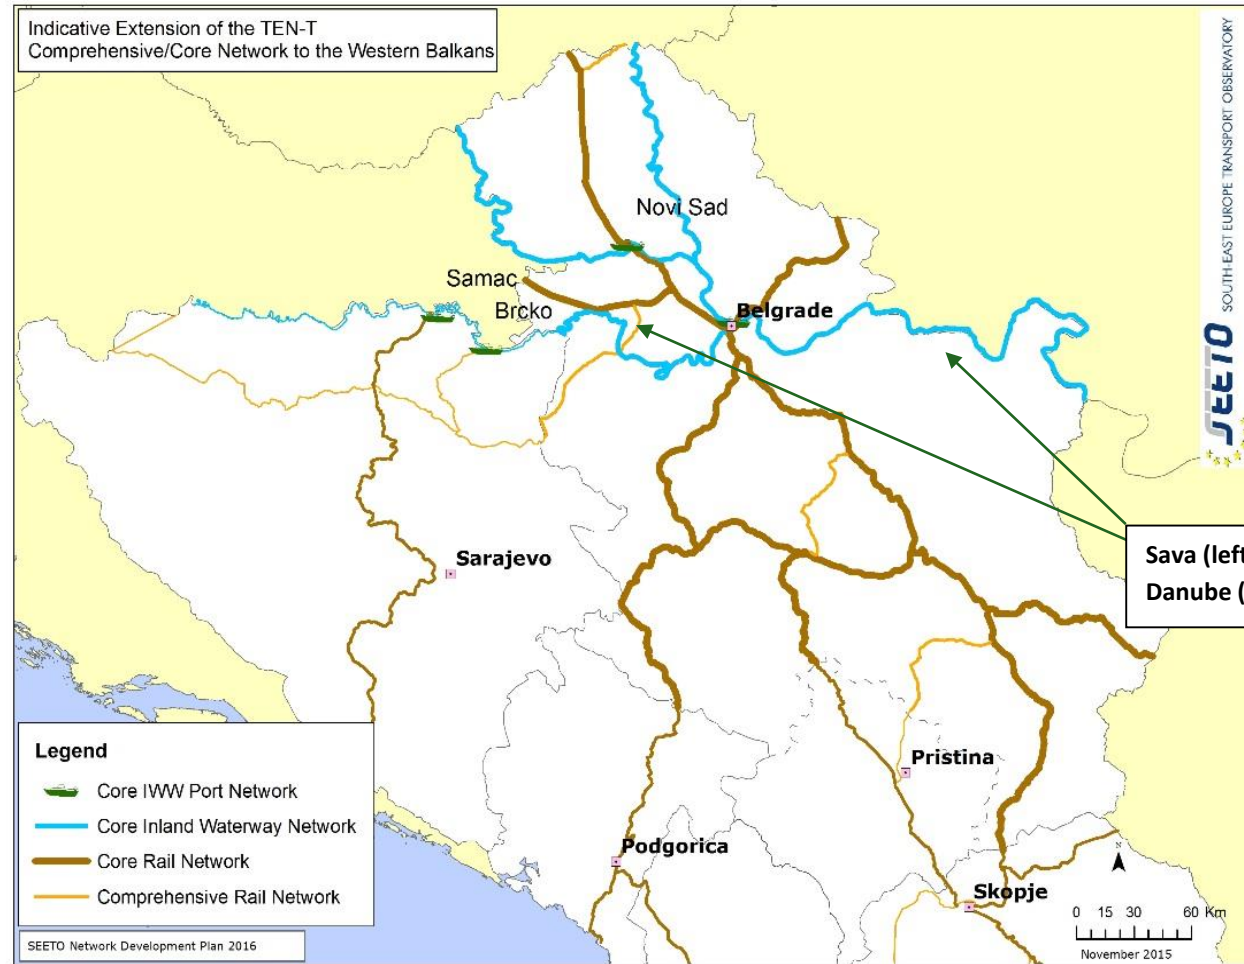 Indicative Extension of the TEN-T
Comprehensive/Core Network to the Western Balkans
SOUTH-EAST EUROPE TRANSPORT OBSERVATORY
SEETO
Novi Sad
Samac
Brcko
Belgrade
Sava (left
Danube (
Sarajevo
Pristina
Podgorica
Skopje
Legend
Core IWW Port Network
Core Inland Waterway Network
Core Rail Network
Comprehensive Rail Network
SEETO Network Development Plan 2016
N
0 15 30 60 Km
November 2015